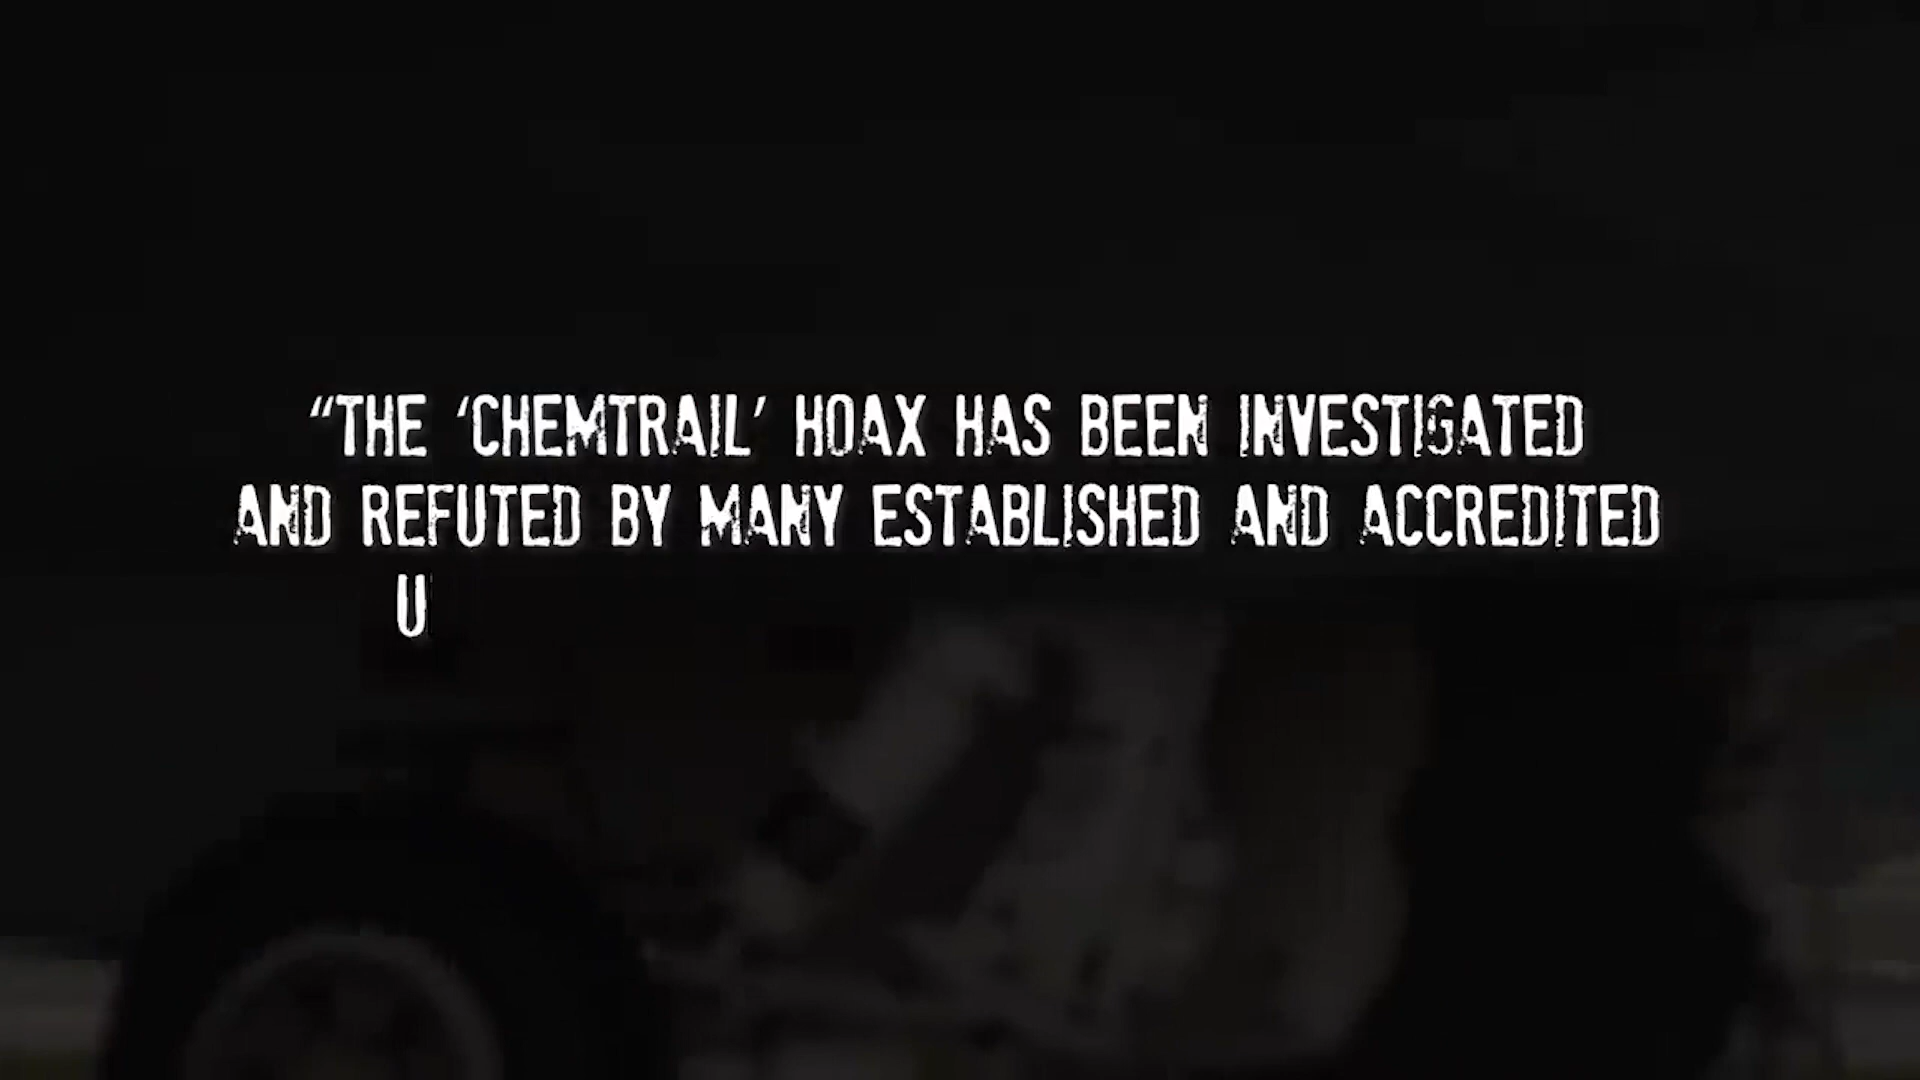 “THE ‘CHEMTRAIL’ HOAX HAS BEEN INVESTIGATED
AND REFUTED BY MANY ESTABLISHED AND ACCREDITED
U